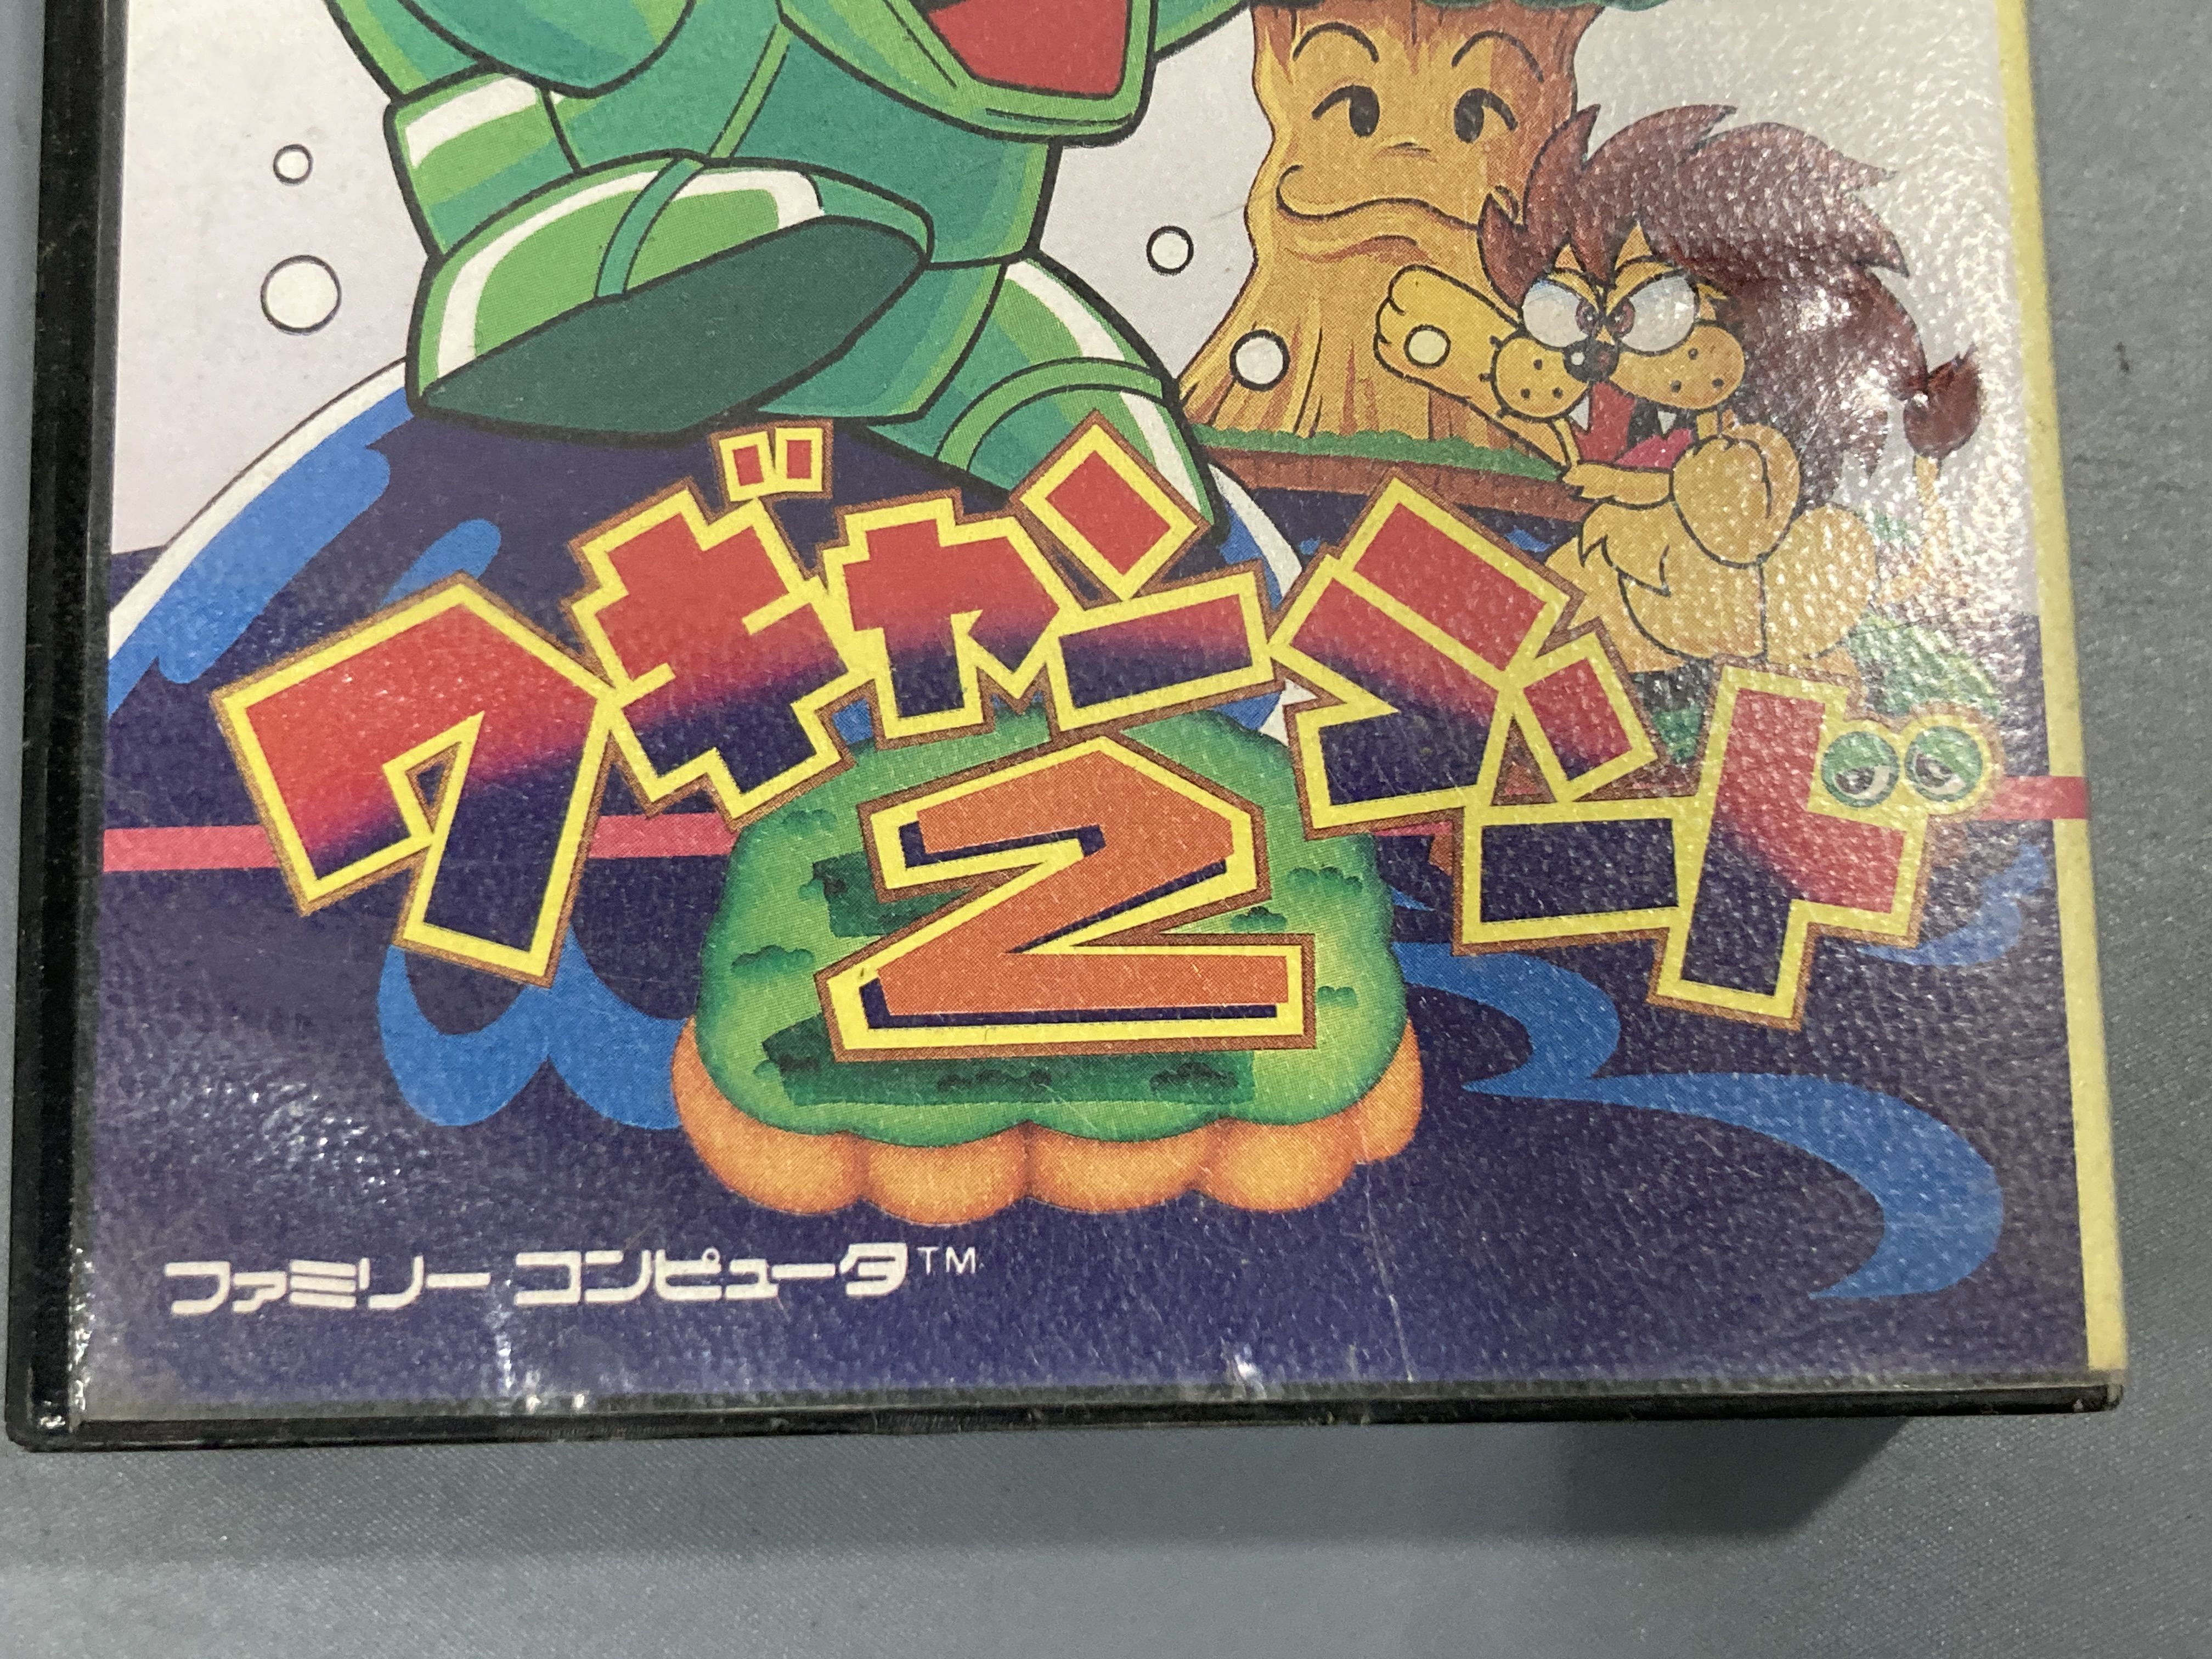 ワギャンランド
2
ファミリー コンピュータ™